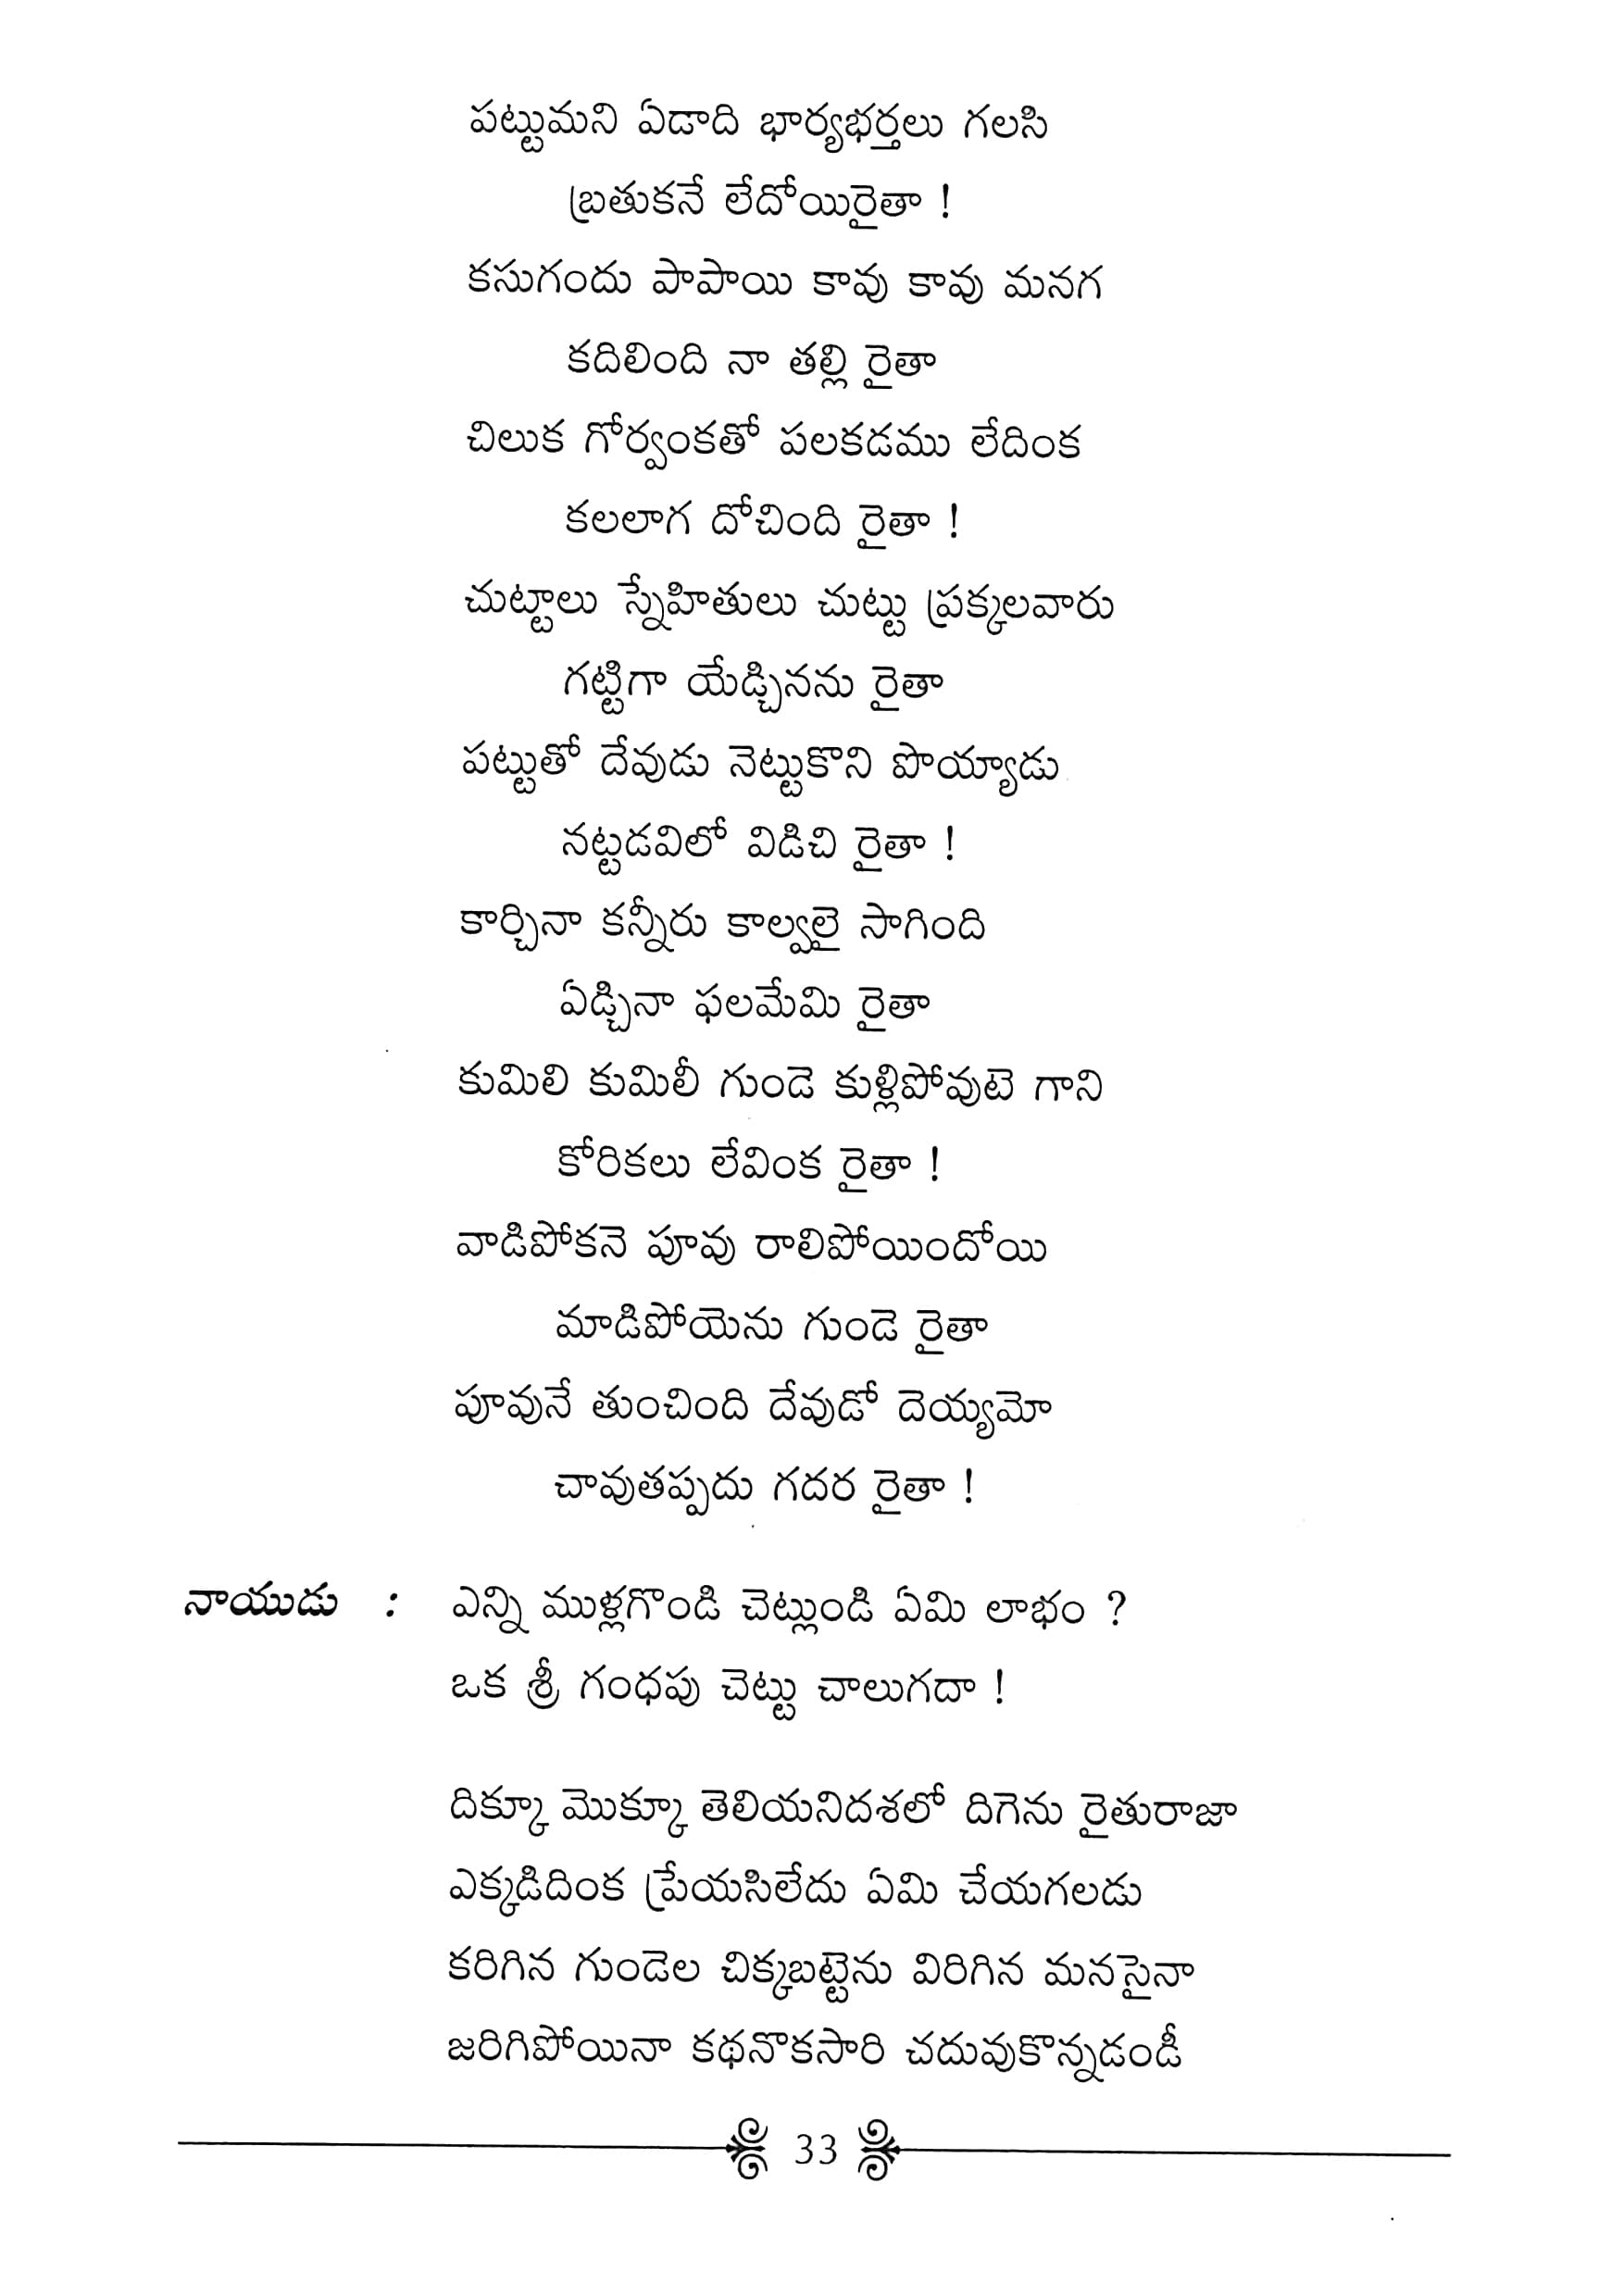 పట్టుమని ఏడాది భార్యభర్తలు గలసి
బ్రతుకనే లేదోయిరైతా !
కసుగందు పాపాయి కావు కావు మనగ
కదిలింది నా తల్లి రైతా
చిలుక గోర్వంకతో పలకడము లేదింక
కలలాగ దోచింది రైతా !
చుట్టాలు స్నేహితులు చుట్టు ప్రక్కలవారు
గట్టిగా యేడ్చినను రైతా
పట్టుతో దేవుడు నెట్టుకొని పొయ్యాడు
నట్టడవిలో విడిచి రైతా !
కార్చినా కన్నీరు కాల్వలై సాగింది
ఏడ్చినా ఫలమేమి రైతా
కుమిలి కుమిలీ గుండె కుళ్లిపోవుటె గాని
కోరికలు లేవింక రైతా !
వాడిపోకనె పూవు రాలిపోయిందోయి
మాడిపోయెను గుండె రైతా
పూవునే తుంచింది దేవుడో దెయ్యమో
చావుతప్పదు గదర రైతా !
నాయుడు : ఎన్ని ముళ్లగొండి చెట్లుండి ఏమి లాభం ?
ఒక శ్రీ గంధపు చెట్టు చాలుగదా !
దిక్కూ మొక్కూ తెలియనిదశలో దిగెను రైతురాజా
ఎక్కడిదింక ప్రేయసిలేదు ఏమి చేయగలడు
కరిగిన గుండెల చిక్కబట్టెను విరిగిన మనసైనా
జరిగిపోయినా కథనొకసారి చదువుకొన్నడండీ
33